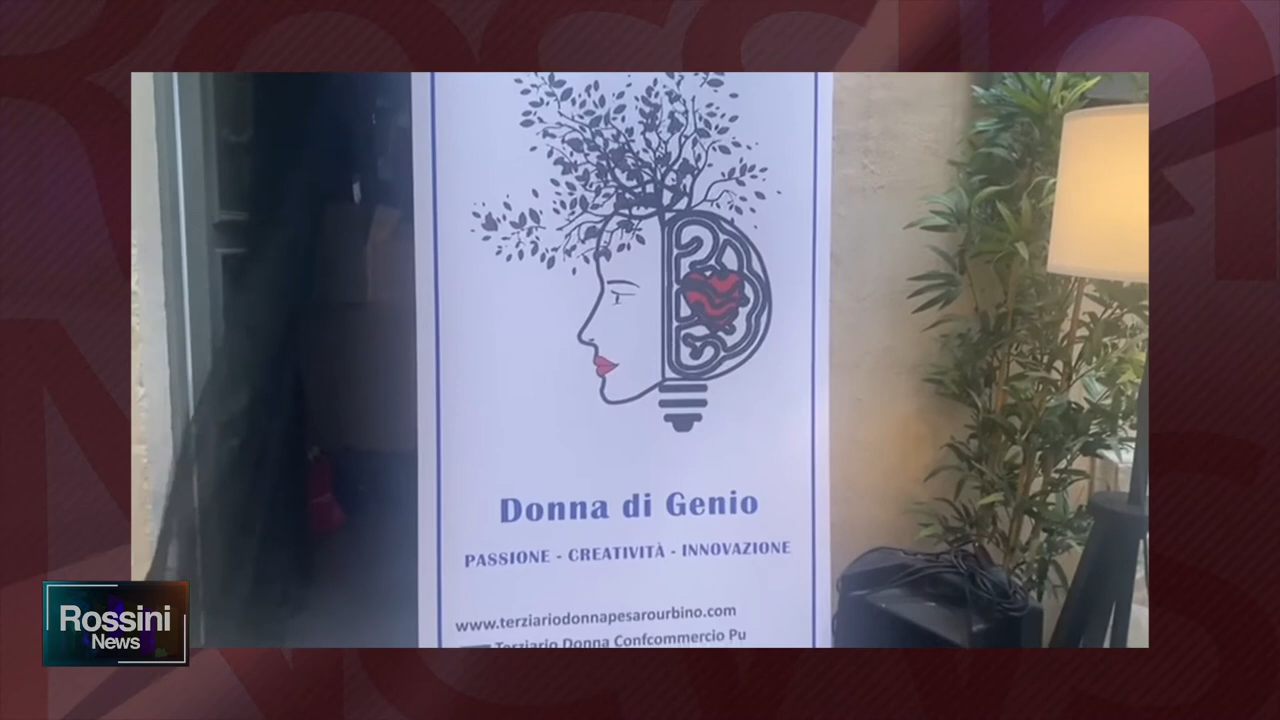 Donna di Genio
PASSIONE - CREATIVITÀ - INNOVAZIONE
www.terziariodonnapesarourbino.com
Terziario Donna Confcommercio Pu
Rossini
News